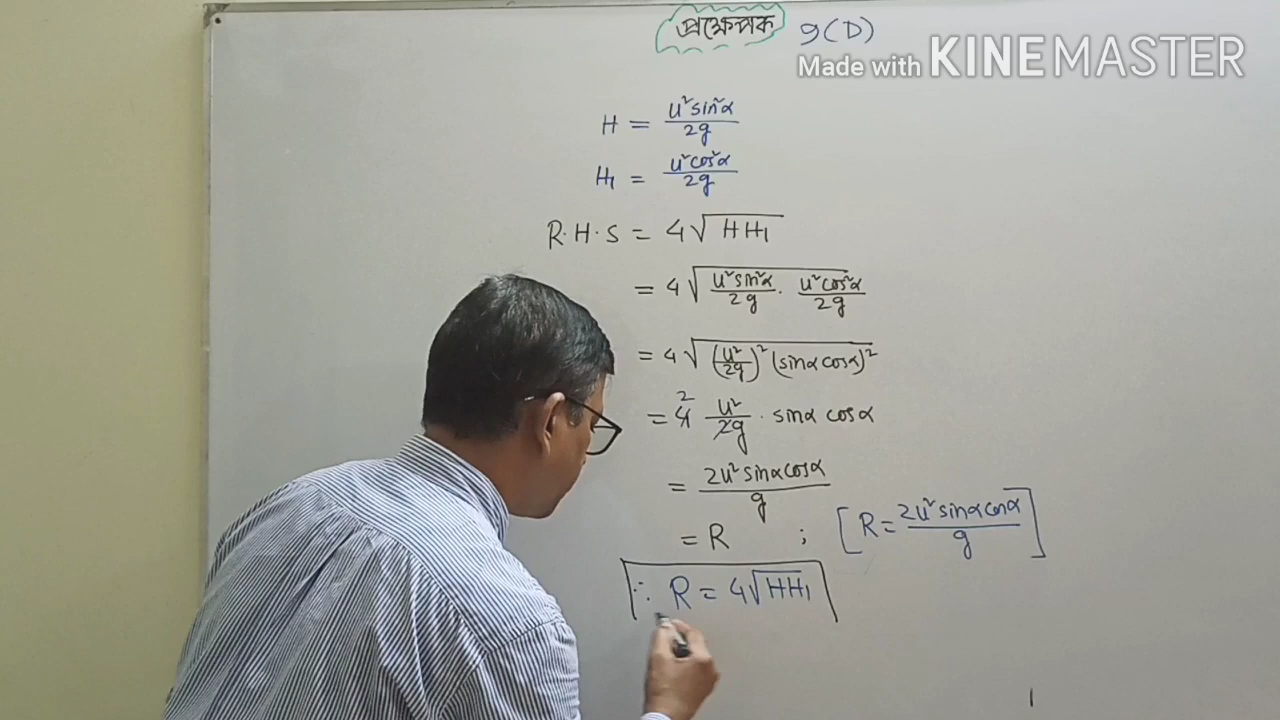 প্রক্ষেপক 9(D)
Made with KINEMASTER
H = u²sin²α/2g
H₁ = u²cos²α/2g
R.H.S = 4√HH₁
= 4√(u²sin²α/2g . u²cos²α/2g)
= 4√((u²/2g)² (sinα cosα)²)
= 4 2 u²/2g . sinα cosα
= 2u² sinα cosα/g
= R ; [R = 2u² sinα cosα/g]
∴ R = 4√HH₁